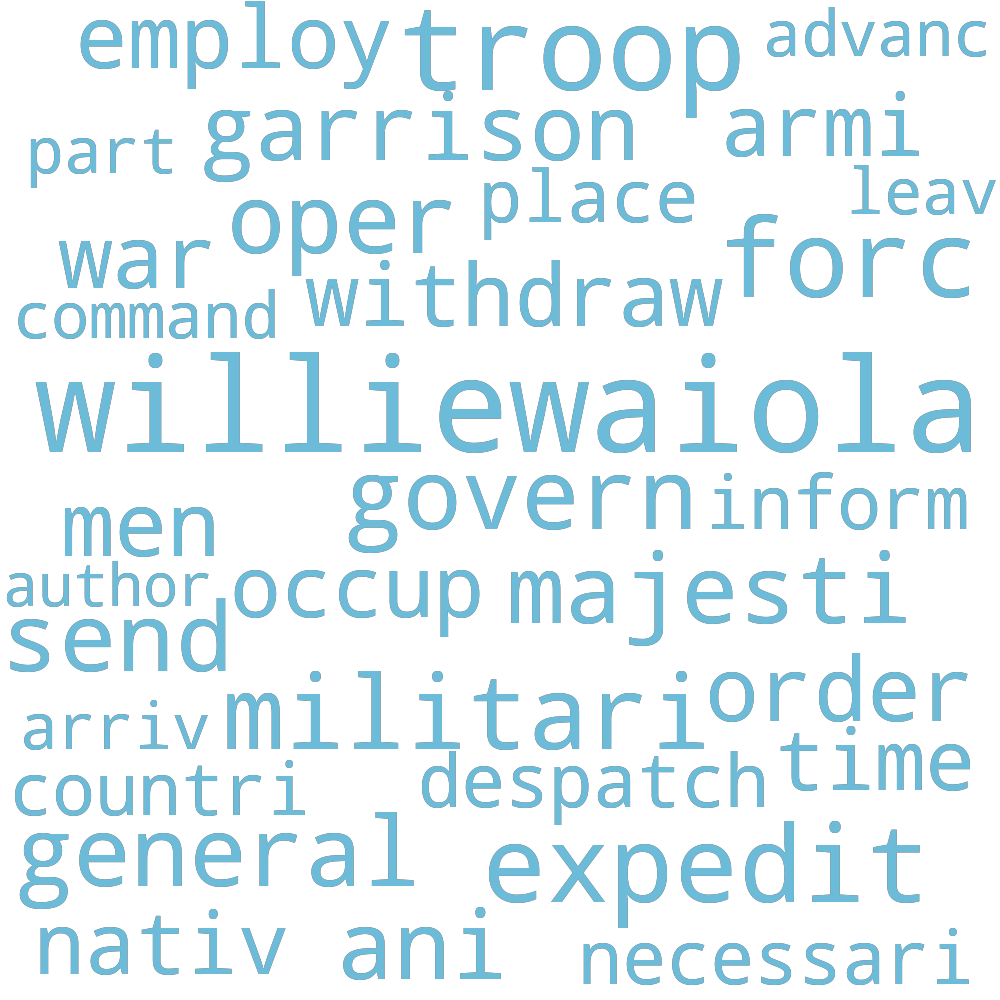 employ troop advanc
part garrison armi
oper place leav
war withdraw forc
command
williewaiola
men govern inform
author occup majesti
send
arriv militari order
countri despatch time
general expedit
nativ ani necessari